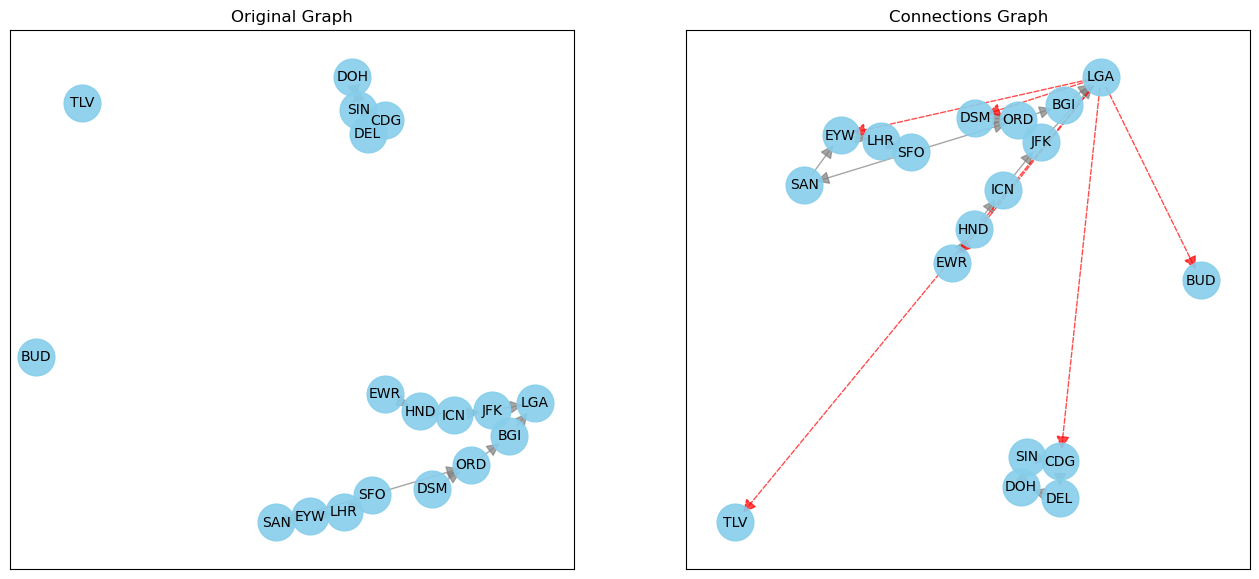 Original Graph
DOH
TLV
SIN
CDG
DEL
BUD
EWR
HND
ICN
JFK
LGA
BGI
ORD
DSM
SFO
LHR
EYW
SAN
Connections Graph
LGA
BGI
DSM
ORD
EYW
LHR
JFK
SFO
SAN
ICN
HND
EWR
BUD
SIN
CDG
DOH
DEL
TLV